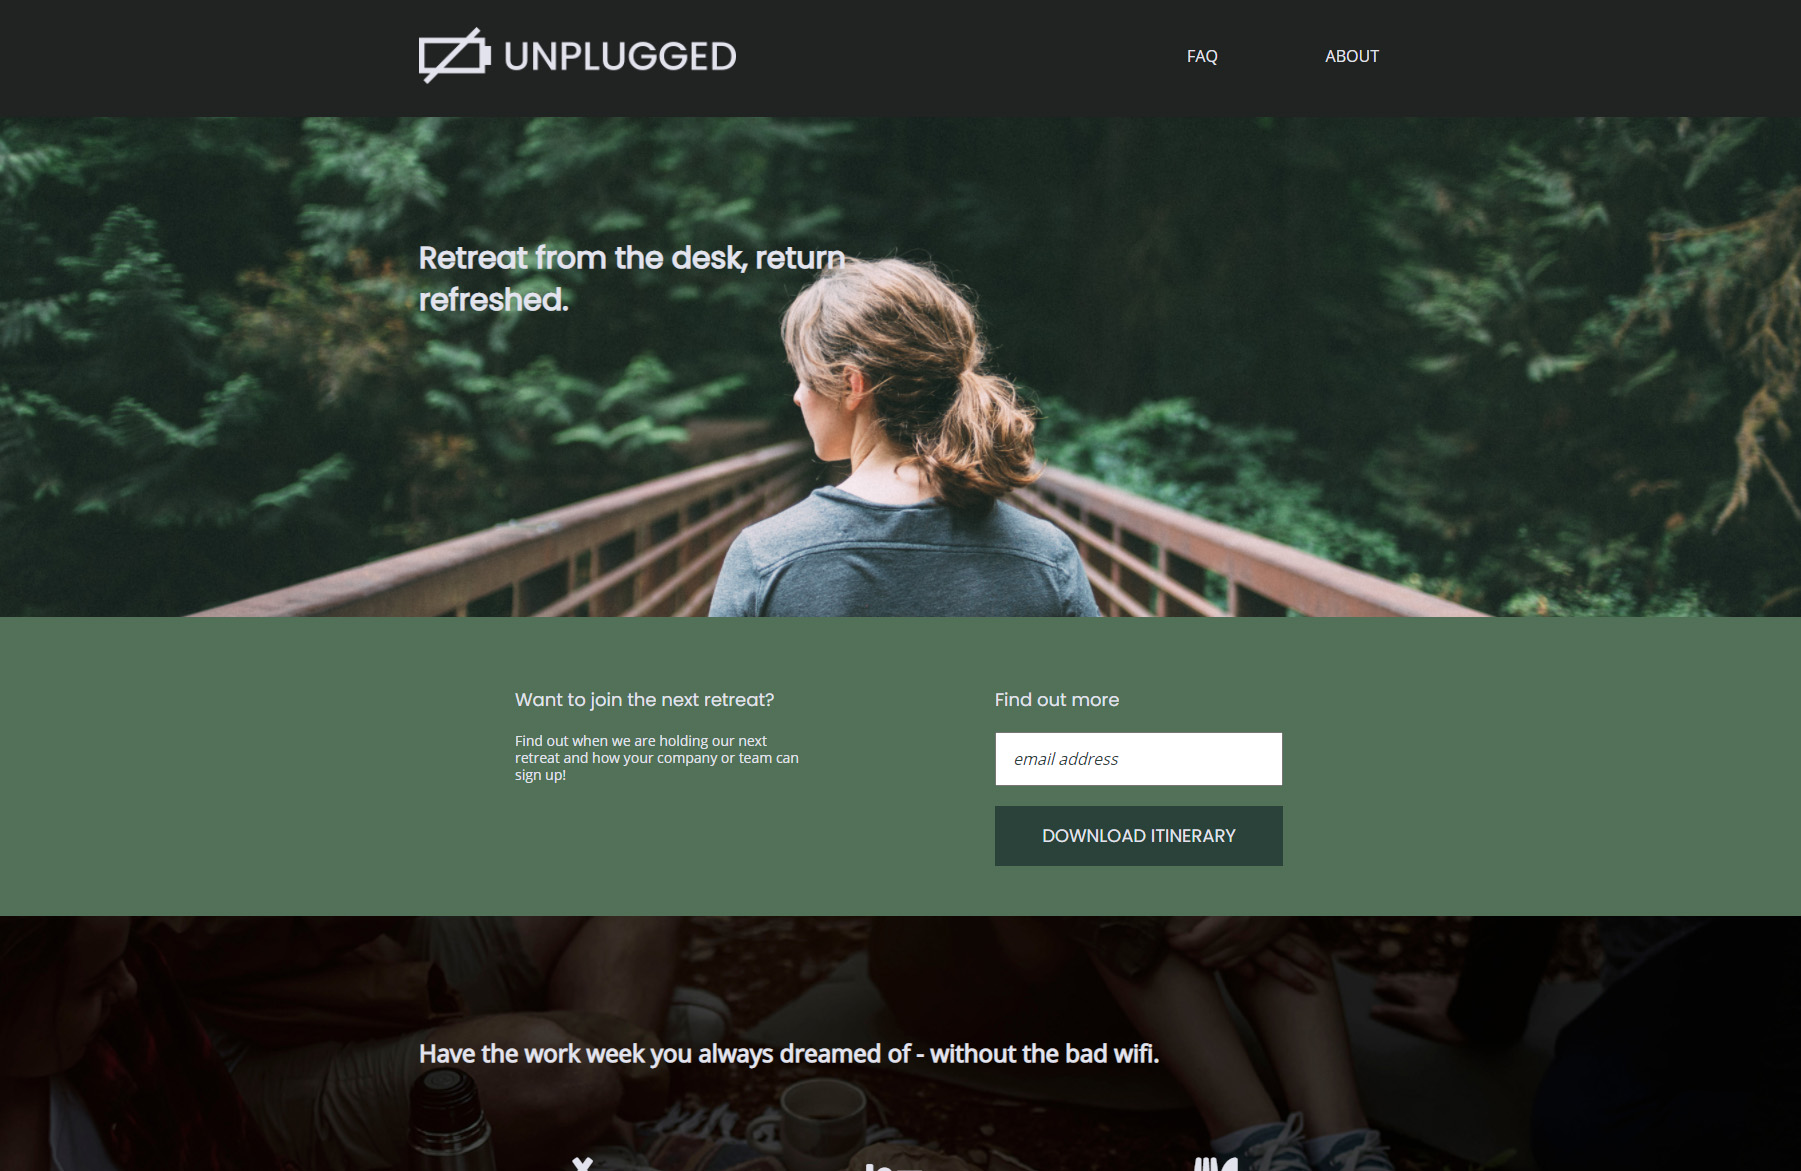 UNPLUGGED
FAQ
ABOUT
Retreat from the desk, return
refreshed.
Want to join the next retreat?
Find out when we are holding our next
retreat and how your company or team can
sign up!
Find out more
email address
DOWNLOAD ITINERARY
Have the work week you always dreamed of - without the bad wifi.